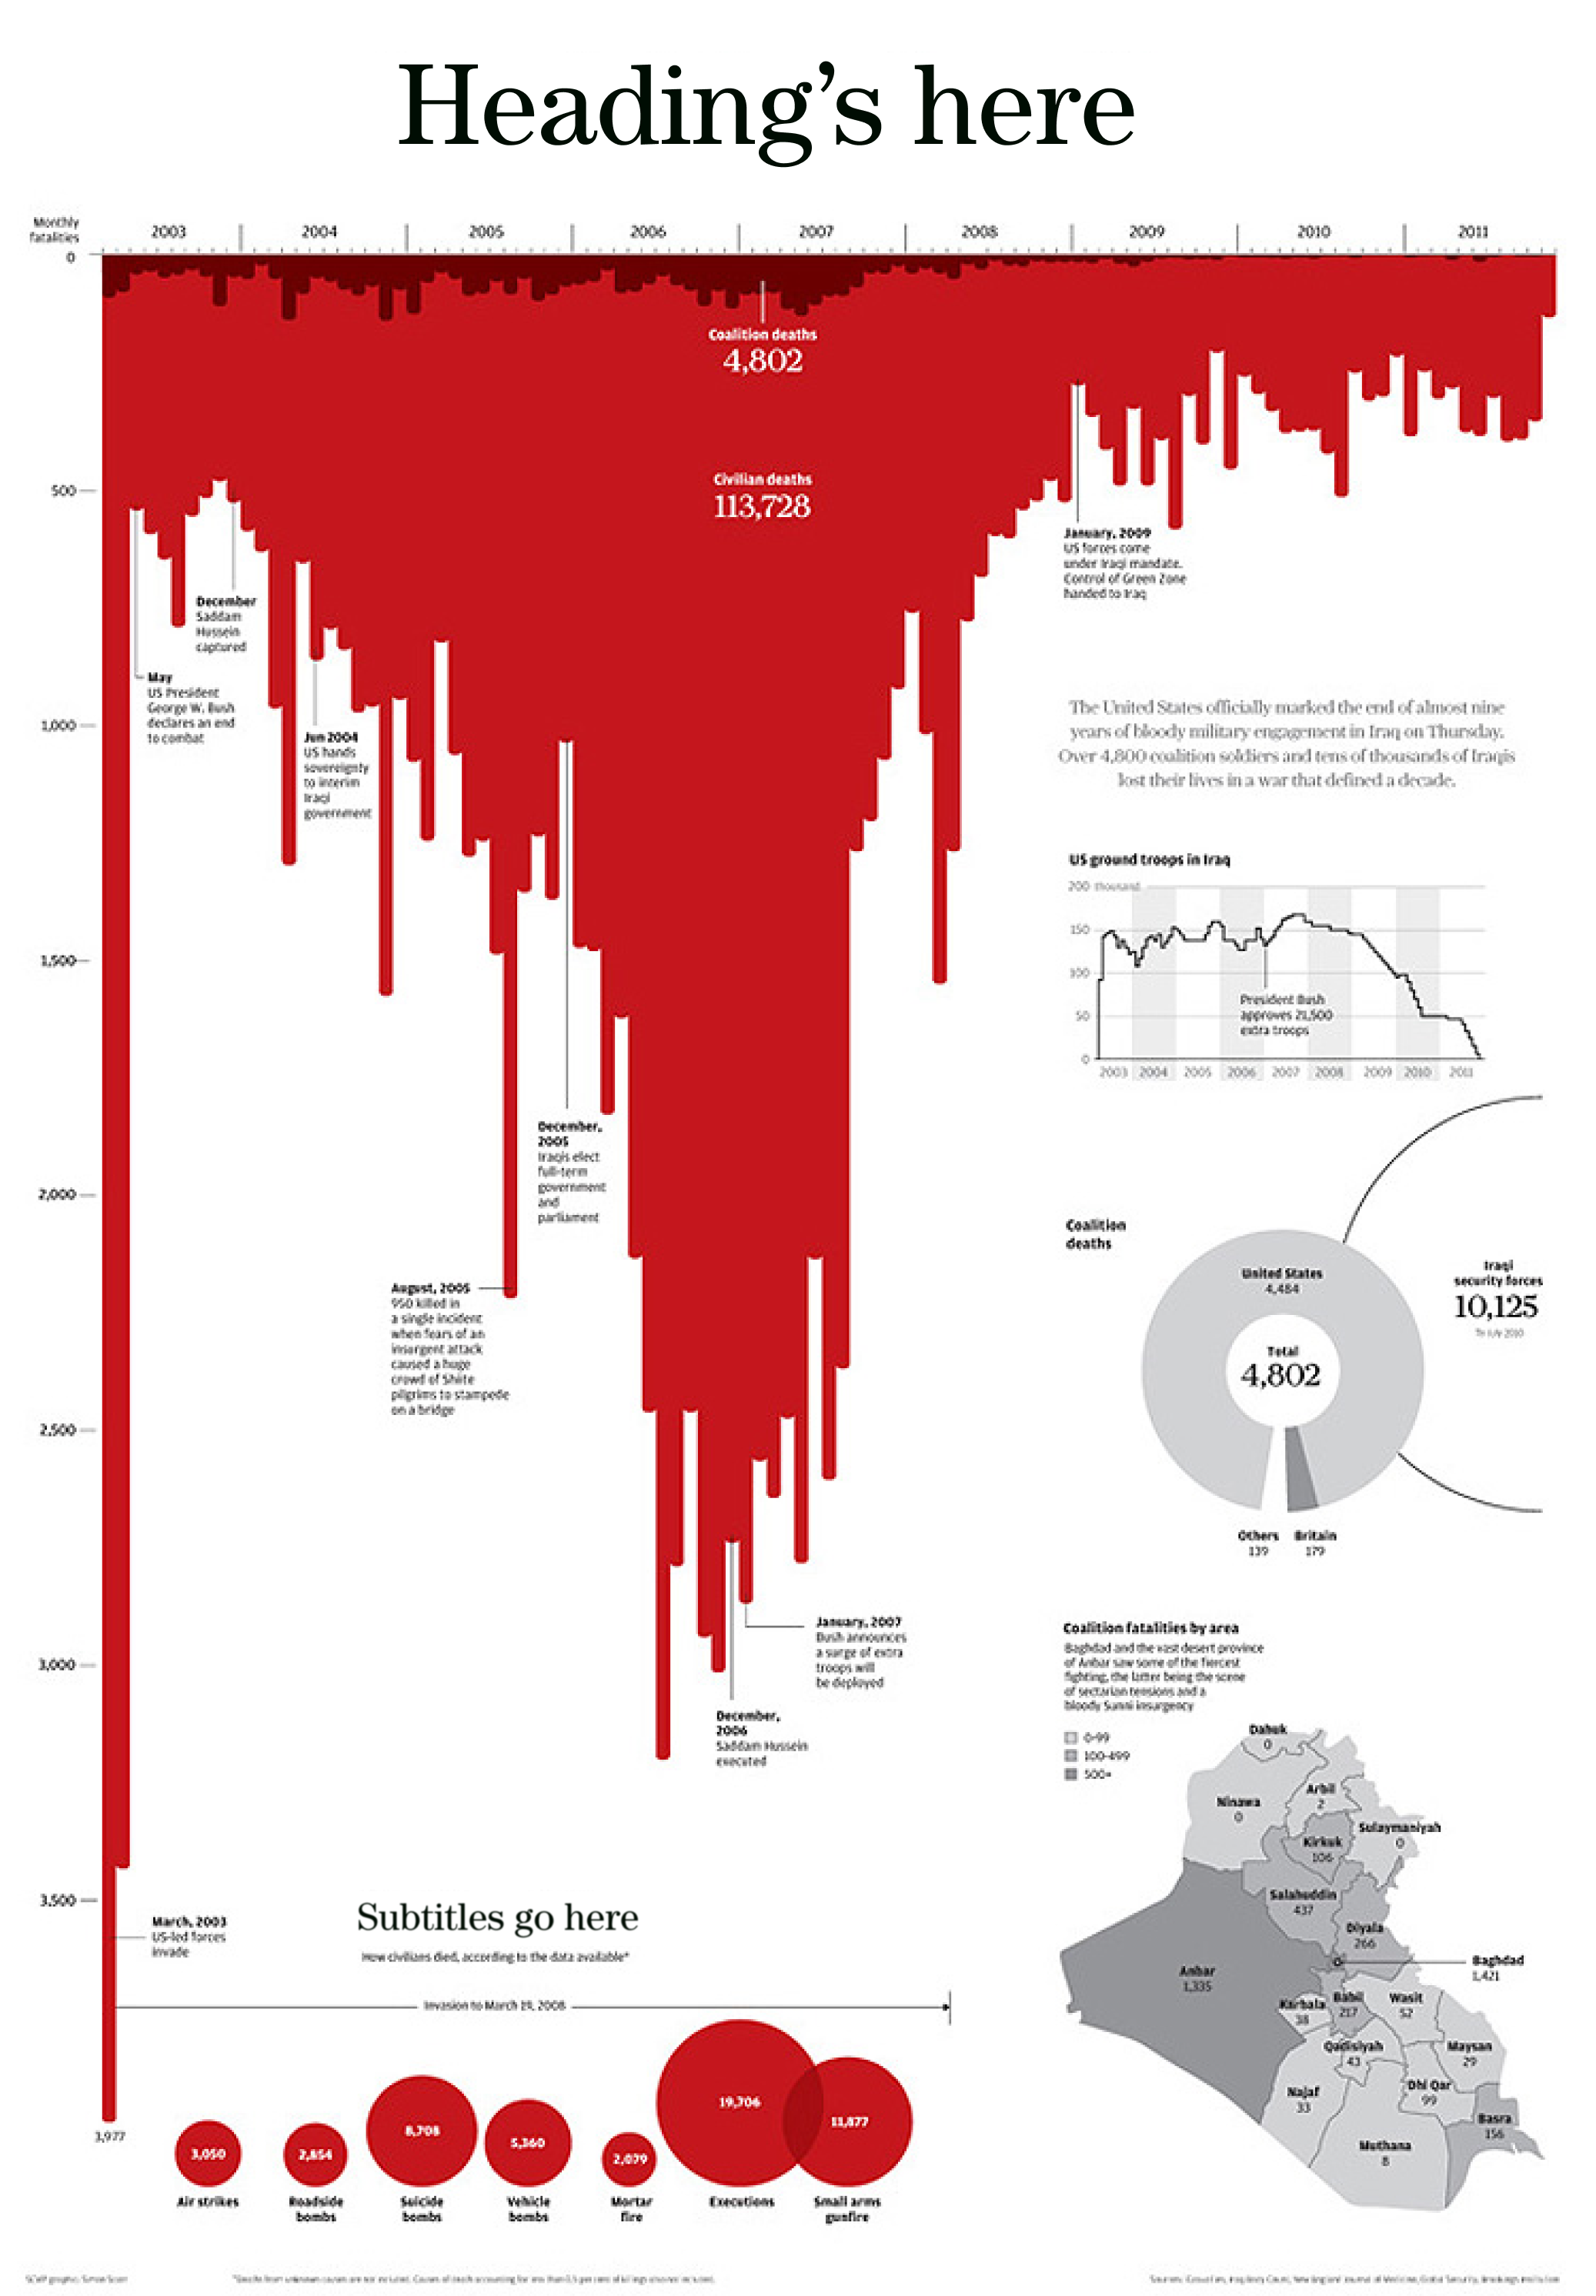 Heading’s here
Monthly
fatalities
2003
2004
2005
2006
2007
2008
2009
2010
2011
0
500
1,000
1,500
2,000
2,500
3,000
3,500
Coalition deaths
4,802
Civilian deaths
113,728
May
US President
George W. Bush
declares an end
to combat
December
Saddam
Hussein
captured
Jun 2004
US hands
sovereignty
to interim
Iraqi
government
August, 2005
950 killed in
a single incident
when fears of an
insurgent attack
caused a huge
crowd of Shiite
pilgrims to stampede
on a bridge
December,
2005
Iraqis elect
full-term
government
and
parliament
December,
2006
Saddam Hussein
executed
January, 2007
Bush announces
a surge of extra
troops will
be deployed
January, 2009
US forces come
under Iraqi mandate.
Control of Green Zone
handed to Iraq
March, 2003
US-led forces
invade
3,977
The United States officially marked the end of almost nine
years of bloody military engagement in Iraq on Thursday.
Over 4,800 coalition soldiers and tens of thousands of Iraqis
lost their lives in a war that defined a decade.
US ground troops in Iraq
200 thousand
150
100
50
0
President Bush
approves 21,500
extra troops
2003
2004
2005
2006
2007
2008
2009
2010
2011
Coalition
deaths
United States
4,484
Total
4,802
Others
139
Britain
179
Iraqi
security forces
10,125
To July 2010
Coalition fatalities by area
Baghdad and the vast desert province
of Anbar saw some of the fiercest
fighting, the latter being the scene
of sectarian tensions and a
bloody Sunni insurgency
0-99
100-499
500+
Dahuk
0
Ninawa
0
Arbil
2
Sulaymaniyah
0
Kirkuk
106
Salahuddin
437
Diyala
266
Baghdad
1,421
Anbar
1,335
Karbala
38
Babil
217
Wasit
52
Qadisiyah
43
Maysan
29
Najaf
33
Dhi Qar
99
Basra
156
Muthana
8
Subtitles go here
How civilians died, according to the data available*
Invasion to March 19, 2008
3,050
Air strikes
2,854
Roadside
bombs
8,708
Suicide
bombs
5,360
Vehicle
bombs
2,079
Mortar
fire
19,706
Executions
11,877
Small arms
gunfire
SCMP graphic: Simon Scarr